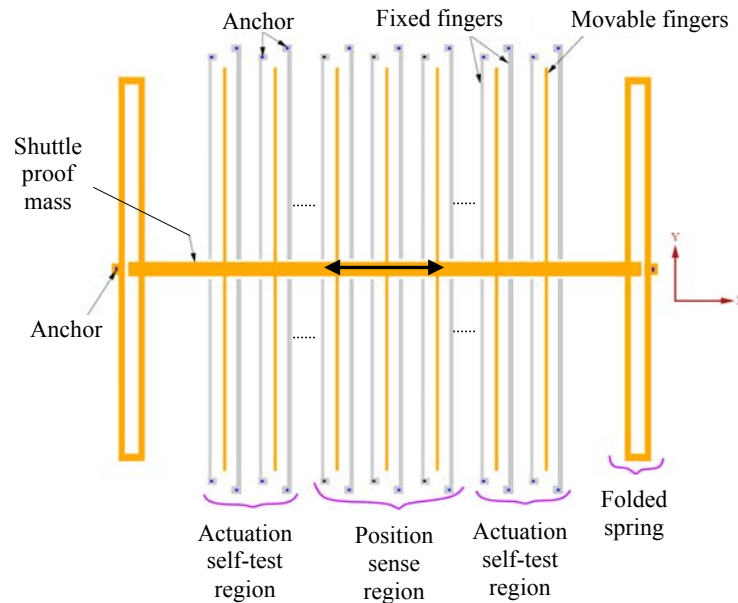 Anchor
Fixed fingers
Movable fingers
Shuttle
proof
mass
......
......
Y
Anchor
......
......
Actuation
self-test
region
Position
sense
region
Actuation
self-test
region
Folded
spring